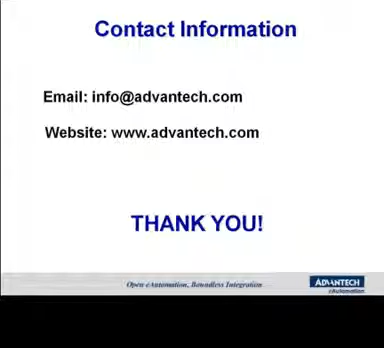 Contact Information
Email: info@advantech.com
Website: www.advantech.com
THANK YOU!
Open eAutomation, Boundless Integration
ADVANTECH
eAutomation